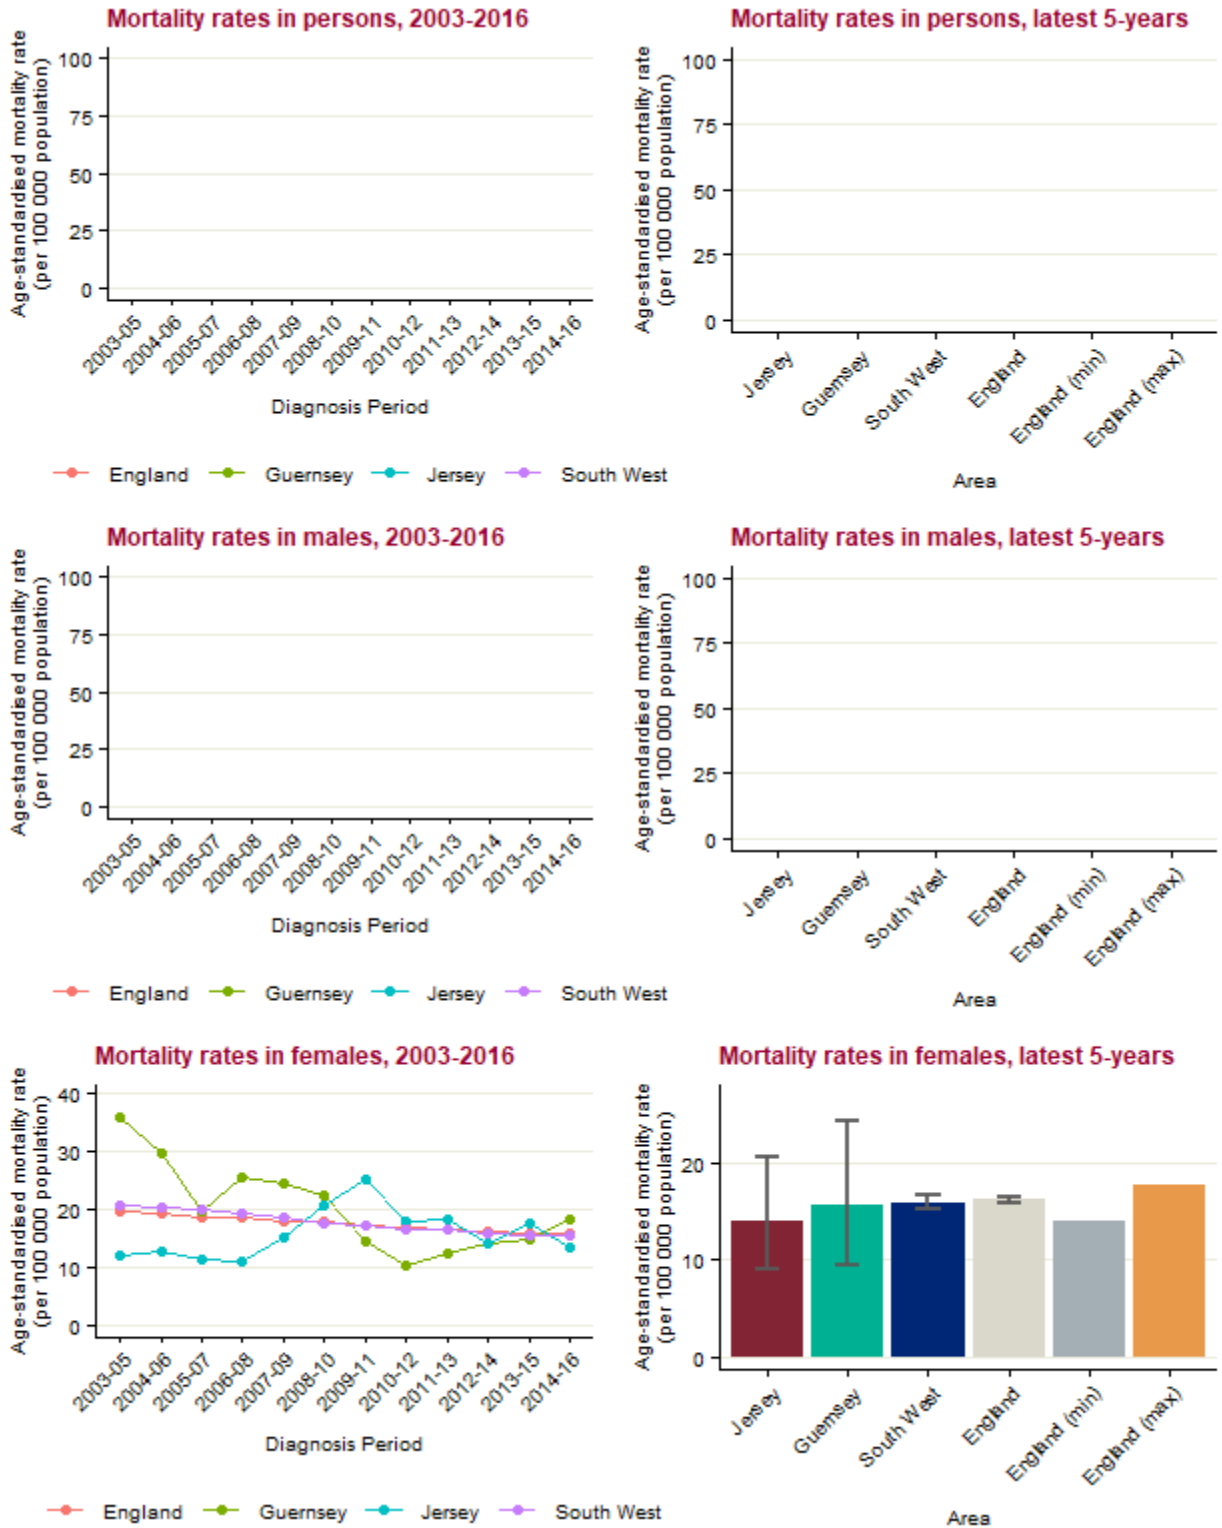 Mortality rates in persons, 2003-2016
Age-standardised mortality rate
(per 100 000 population)
100
75
50
25
0
2003-05
2004-06
2005-07
2006-08
2007-09
2008-10
2009-11
2010-12
2011-13
2012-14
2013-15
2014-16
Diagnosis Period
England Guernsey Jersey South West
Mortality rates in persons, latest 5-years
Age-standardised mortality rate
(per 100 000 population)
100
75
50
25
0
Jersey
Guernsey
South West
England
England (min)
England (max)
Area
Mortality rates in males, 2003-2016
Age-standardised mortality rate
(per 100 000 population)
100
75
50
25
0
2003-05
2004-06
2005-07
2006-08
2007-09
2008-10
2009-11
2010-12
2011-13
2012-14
2013-15
2014-16
Diagnosis Period
England Guernsey Jersey South West
Mortality rates in males, latest 5-years
Age-standardised mortality rate
(per 100 000 population)
100
75
50
25
0
Jersey
Guernsey
South West
England
England (min)
England (max)
Area
Mortality rates in females, 2003-2016
Age-standardised mortality rate
(per 100 000 population)
40
30
20
10
0
2003-05
2004-06
2005-07
2006-08
2007-09
2008-10
2009-11
2010-12
2011-13
2012-14
2013-15
2014-16
Diagnosis Period
England Guernsey Jersey South West
Mortality rates in females, latest 5-years
Age-standardised mortality rate
(per 100 000 population)
20
10
0
Jersey
Guernsey
South West
England
England (min)
England (max)
Area